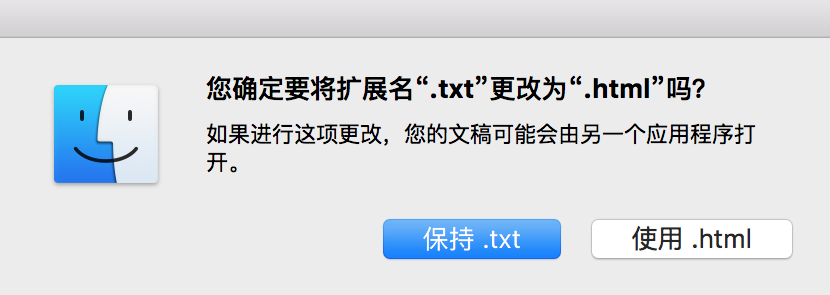 您确定要将扩展名“.txt”更改为“.html”吗？
如果进行这项更改，您的文稿可能会由另一个应用程序打
开。
保持 .txt
使用 .html